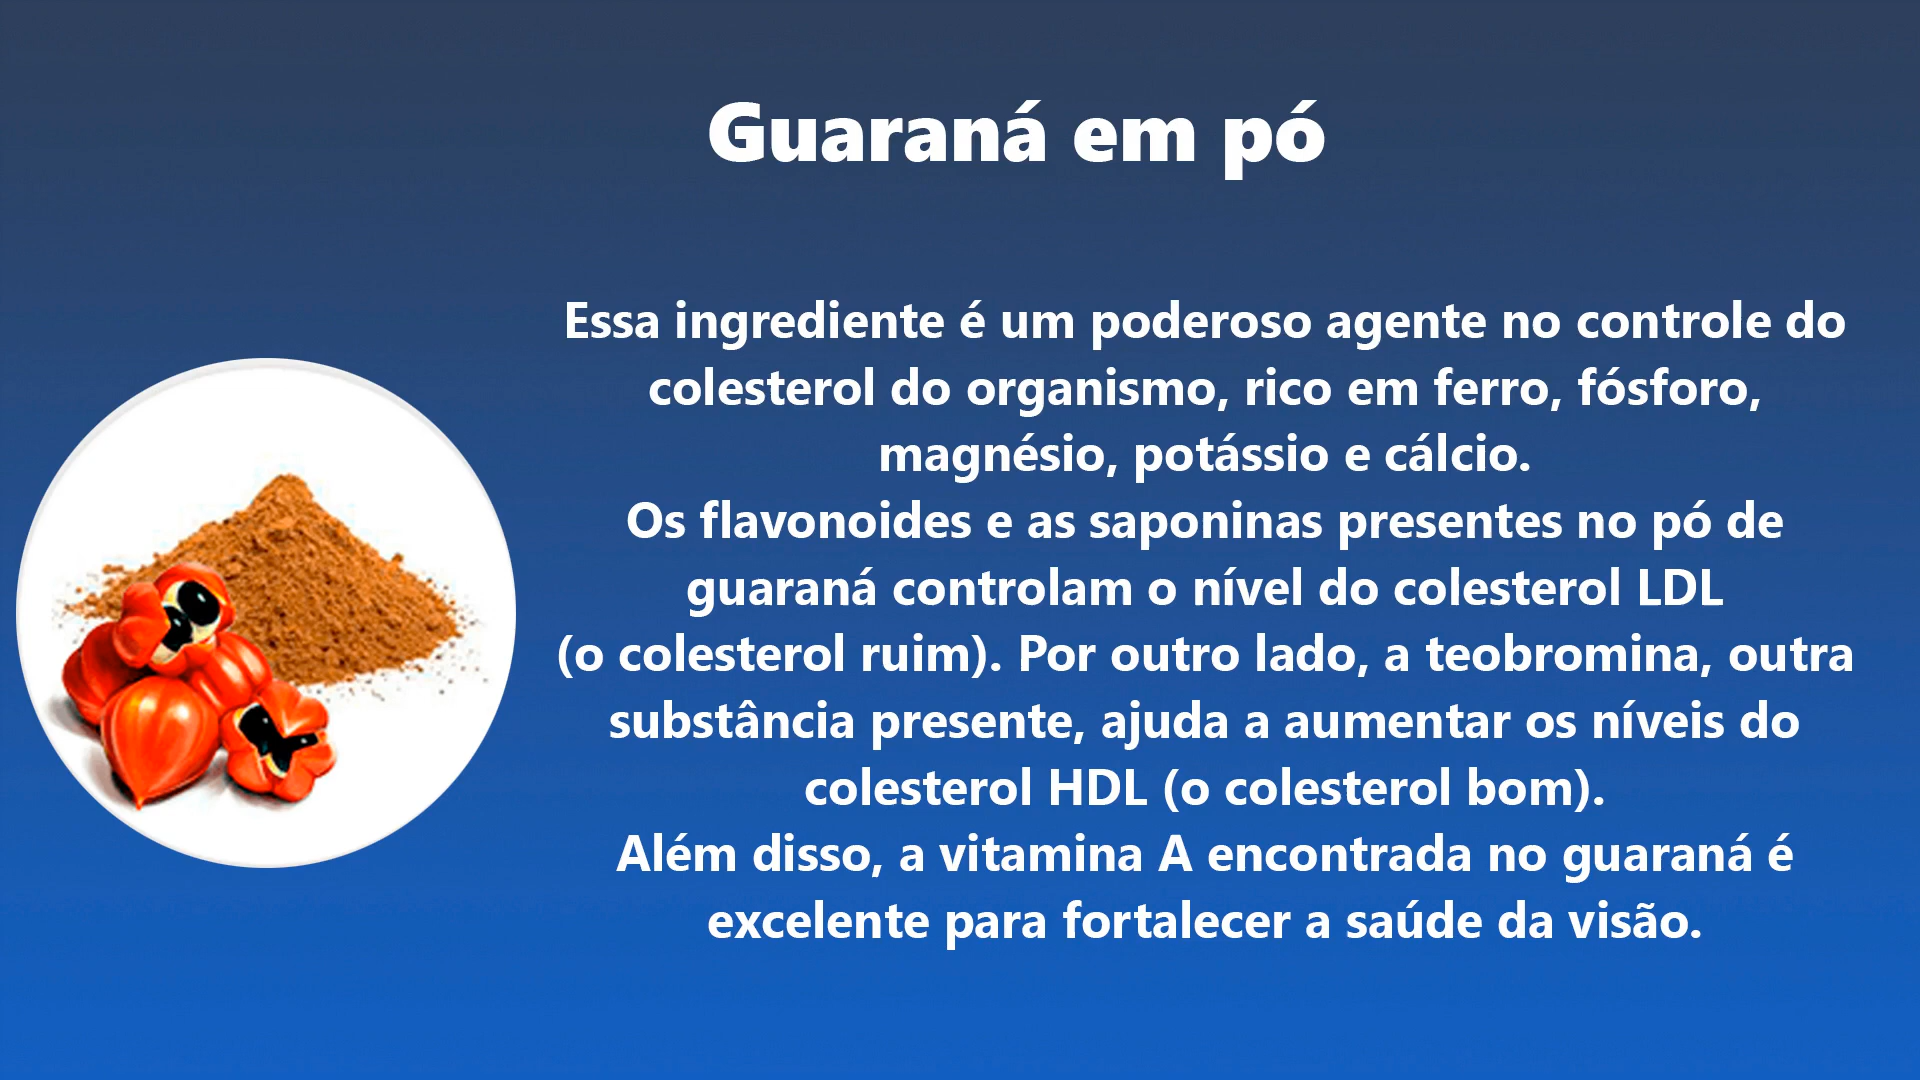 Guaraná em pó
Essa ingrediente é um poderoso agente no controle do
colesterol do organismo, rico em ferro, fósforo,
magnésio, potássio e cálcio.
Os flavonoides e as saponinas presentes no pó de
guaraná controlam o nível do colesterol LDL
(o colesterol ruim). Por outro lado, a teobromina, outra
substância presente, ajuda a aumentar os níveis do
colesterol HDL (o colesterol bom).
Além disso, a vitamina A encontrada no guaraná é
excelente para fortalecer a saúde da visão.